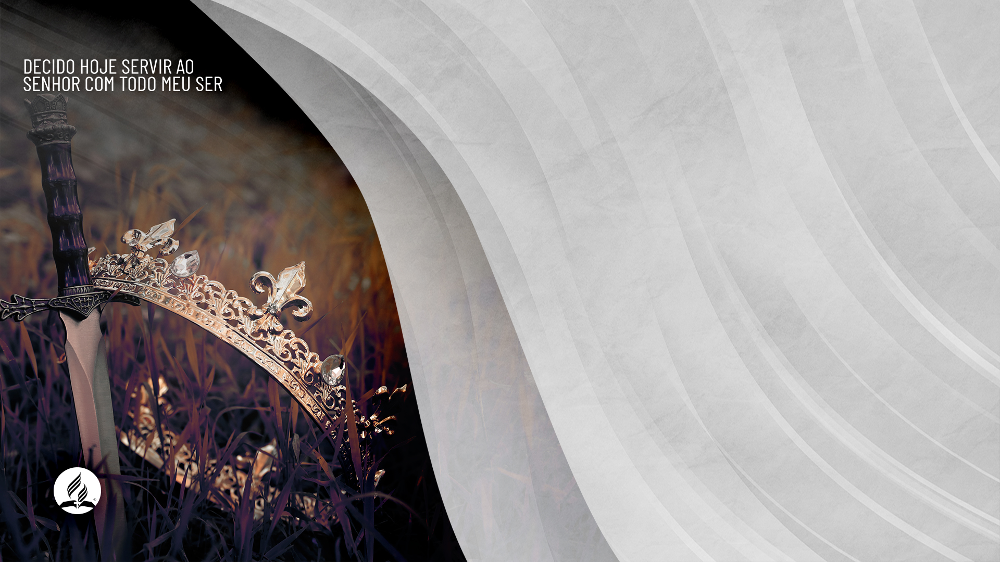 DECIDO HOJE SERVIR AO
SENHOR COM TODO MEU SER